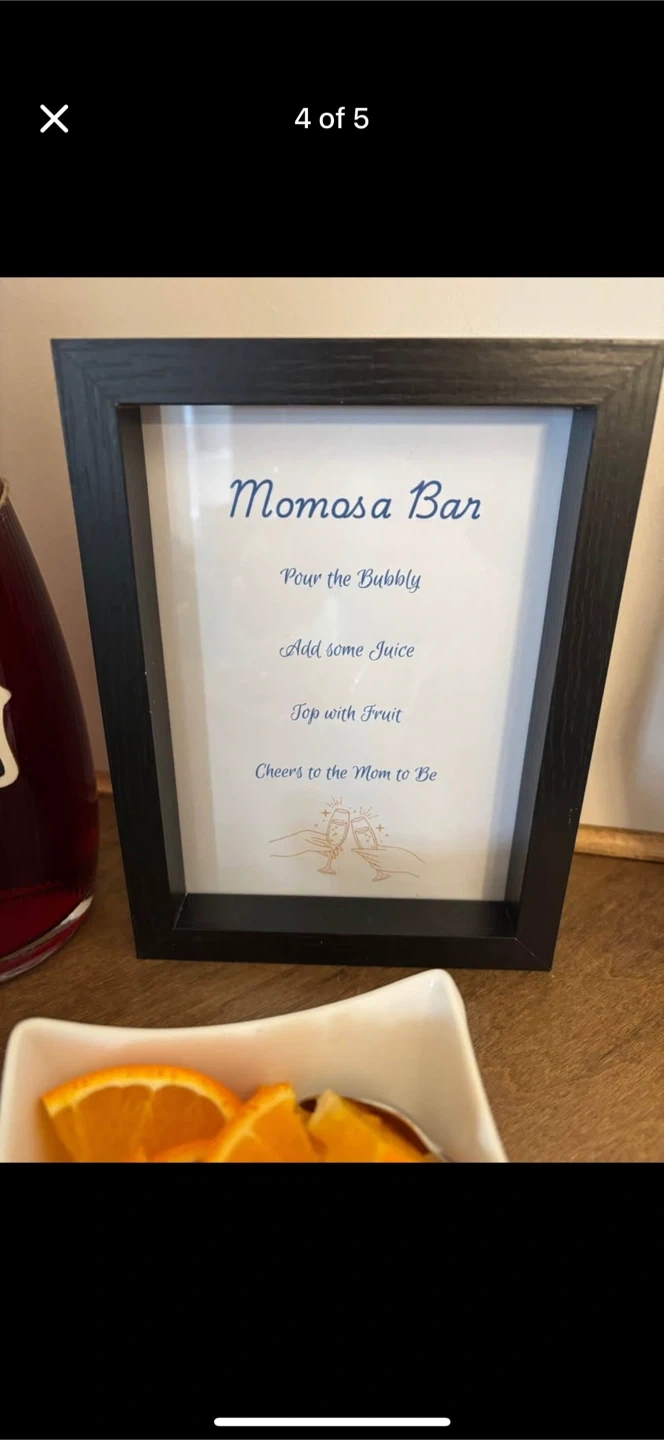 4 of 5
Momosa Bar
Pour the Bubbly
Add some Juice
Top with Fruit
Cheers to the Mom to Be